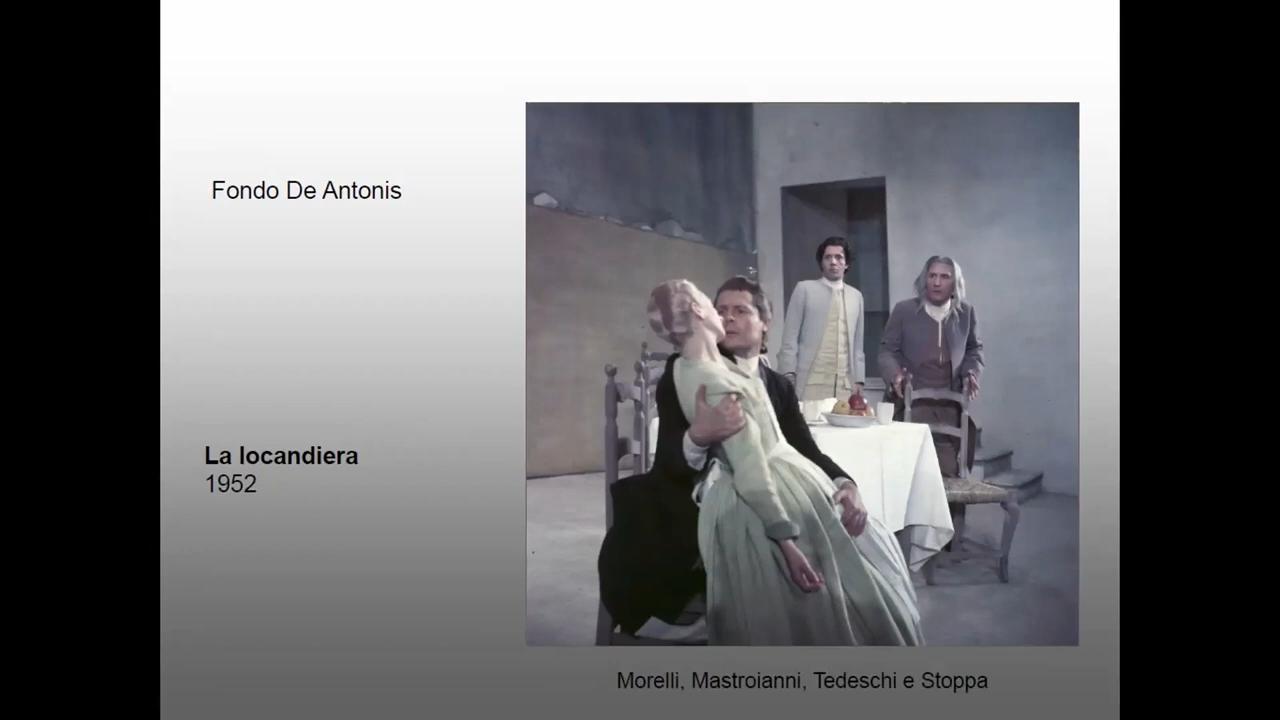 Fondo De Antonis
La locandiera
1952
Morelli, Mastroianni, Tedeschi e Stoppa